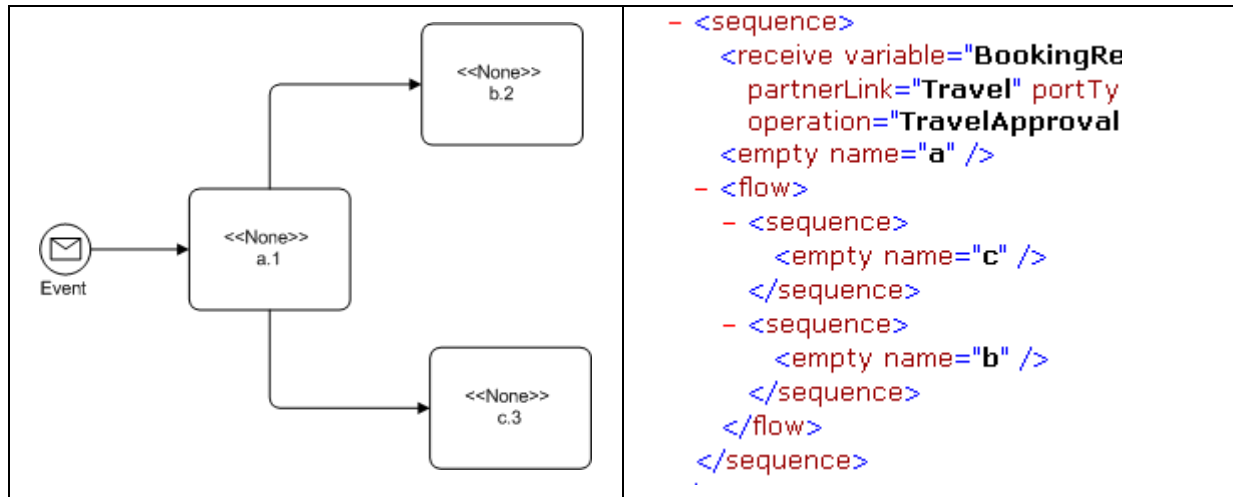 <<None>>
b.2
<<None>>
a.1
Event
<<None>>
c.3
- <sequence>
<receive variable="BookingRe
partnerLink="Travel" portTy
operation="TravelApproval
<empty name="a" />
- <flow>
- <sequence>
<empty name="c" />
</sequence>
- <sequence>
<empty name="b" />
</sequence>
</flow>
</sequence>